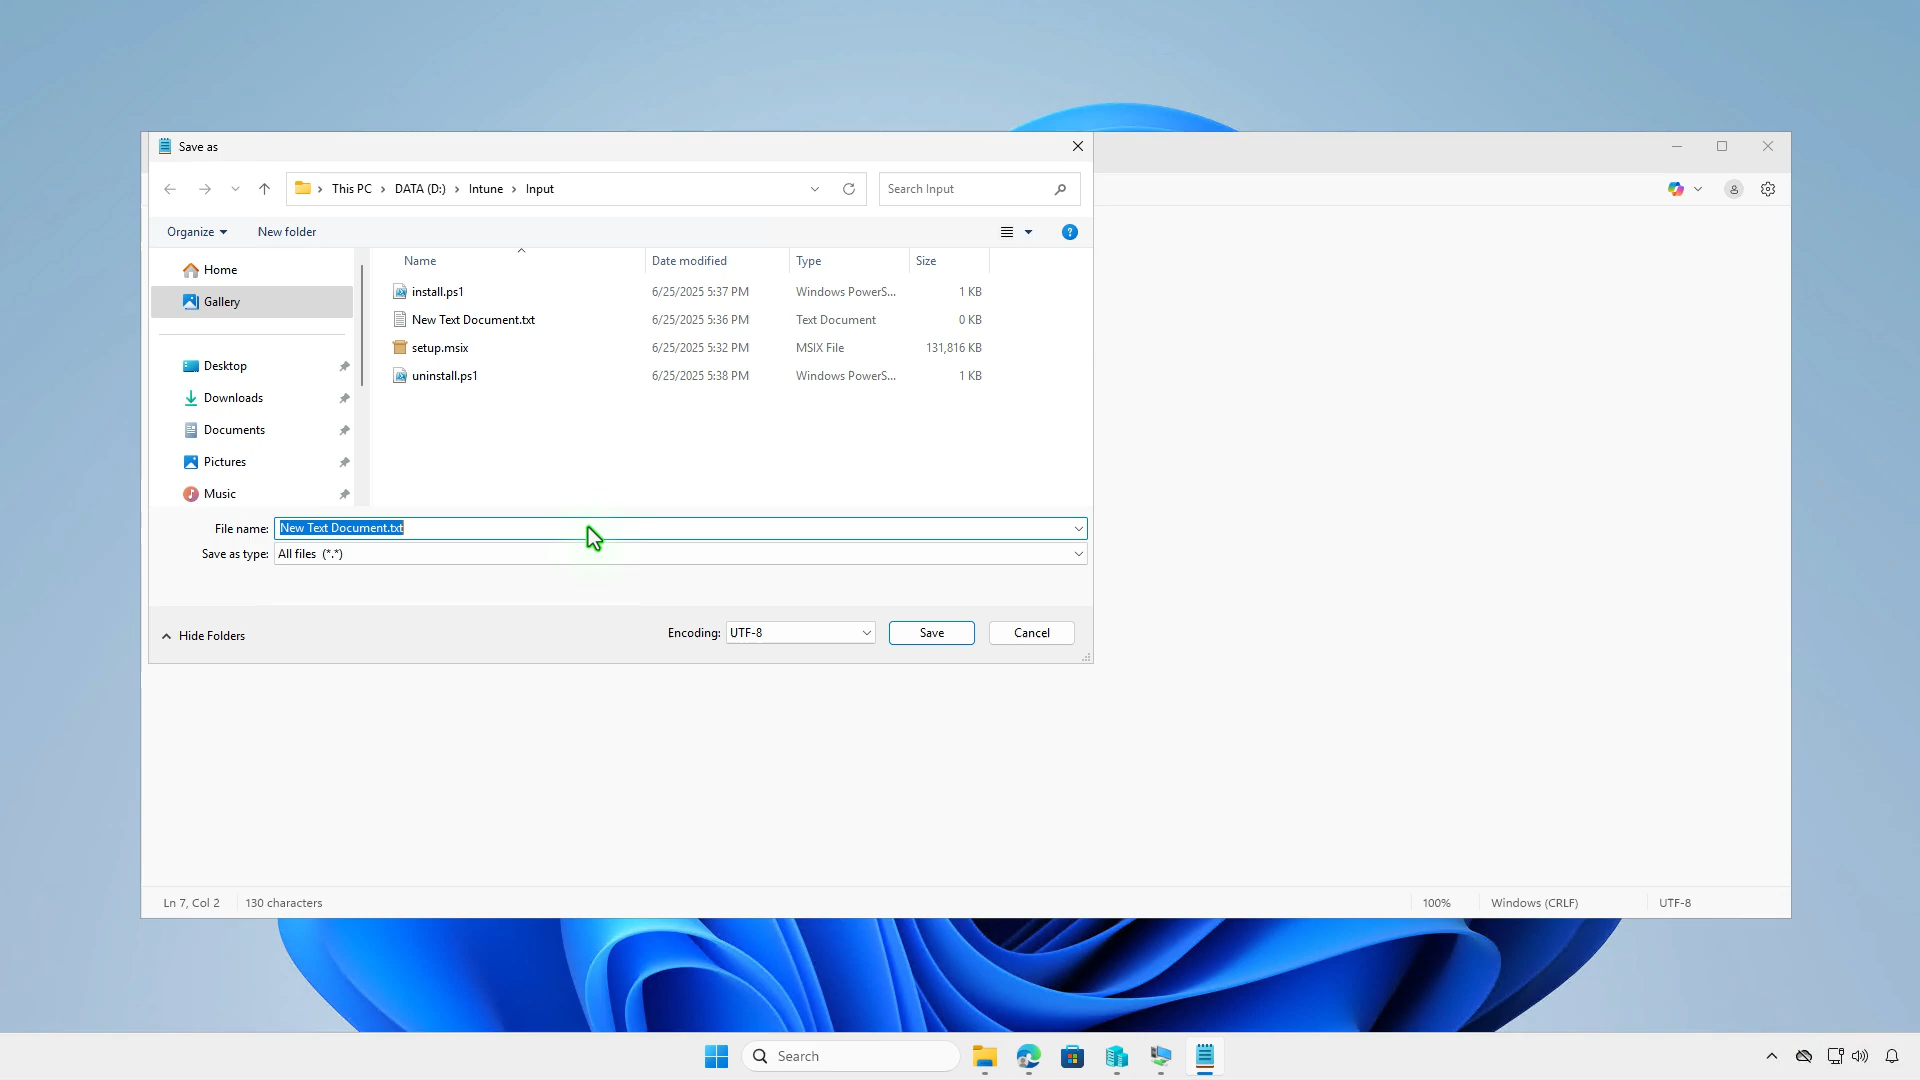 Save as
This PC > DATA (D:) > Intune > Input
Search Input
Organize
New folder
Home
Gallery
Desktop
Downloads
Documents
Pictures
Music
Name Date modified Type Size
install.ps1 6/25/2025 5:37 PM Windows PowerS... 1 KB
New Text Document.txt 6/25/2025 5:36 PM Text Document 0 KB
setup.msix 6/25/2025 5:32 PM MSIX File 131,816 KB
uninstall.ps1 6/25/2025 5:38 PM Windows PowerS... 1 KB
File name: New Text Document.txt
Save as type: All files (*.*)
Hide Folders
Encoding: UTF-8
Save
Cancel
Ln 7, Col 2 130 characters 100% Windows (CRLF) UTF-8
Search